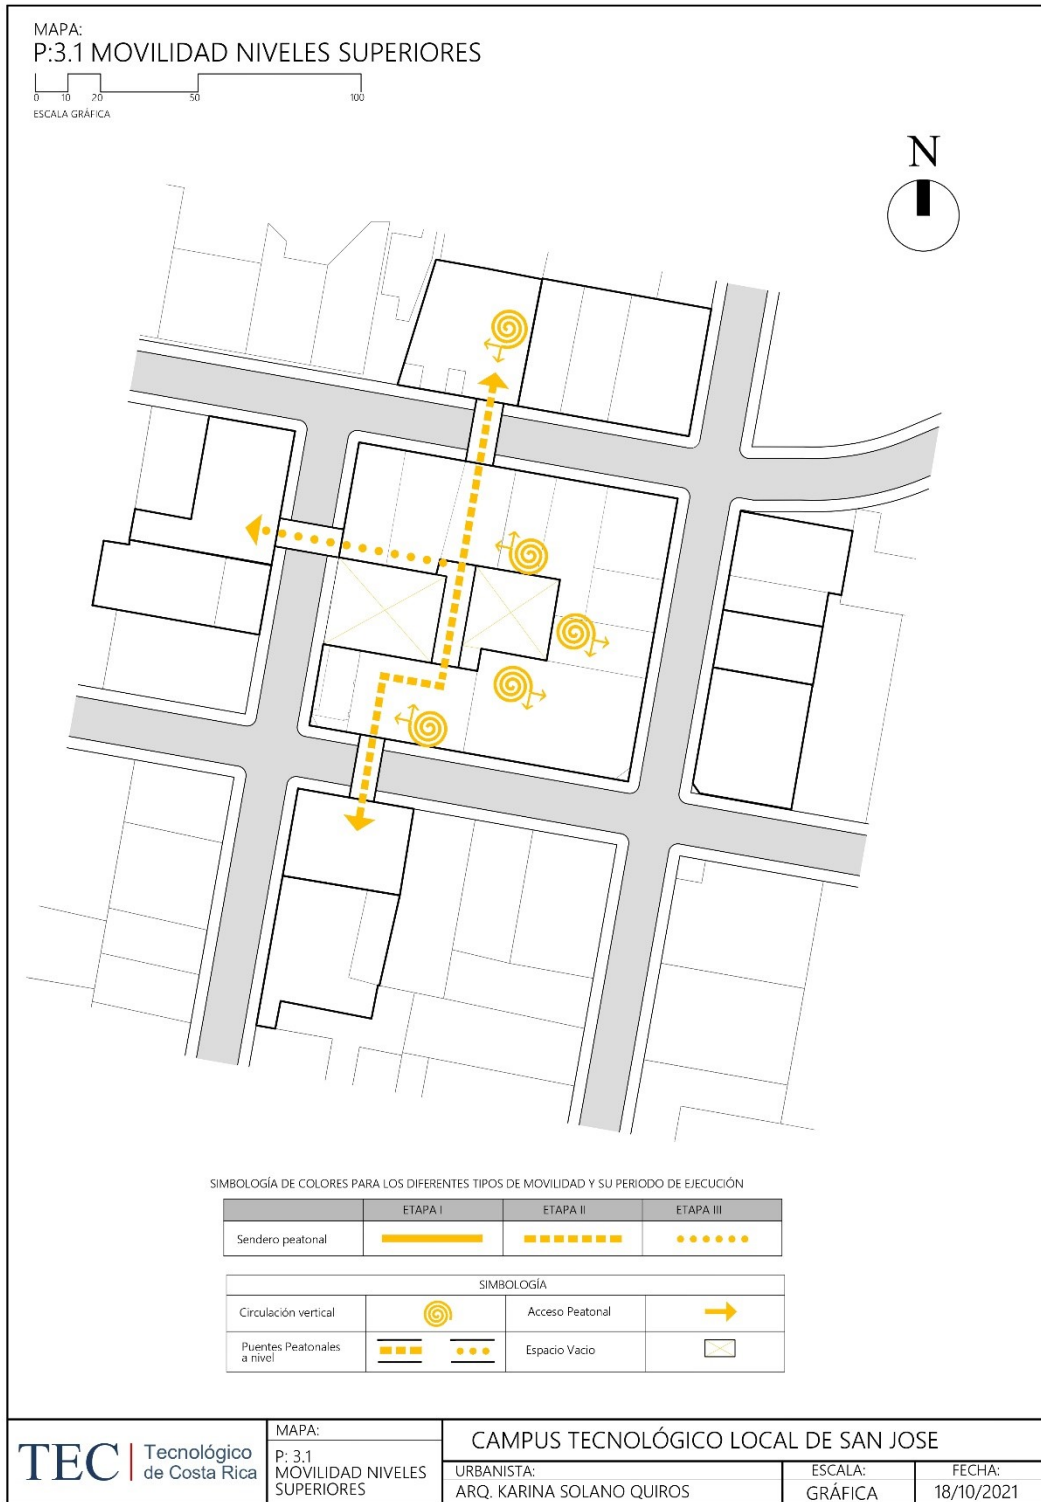 MAPA:
P:3.1 MOVILIDAD NIVELES SUPERIORES
0 10 20 50 100
ESCALA GRÁFICA
N
SIMBOLOGÍA DE COLORES PARA LOS DIFERENTES TIPOS DE MOVILIDAD Y SU PERIODO DE EJECUCIÓN
ETAPA I ETAPA II ETAPA III
Sendero peatonal
SIMBOLOGÍA
Circulación vertical Acceso Peatonal
Puentes Peatonales
a nivel
Espacio Vacio
TEC Tecnológico
de Costa Rica
MAPA:
P: 3.1
MOVILIDAD NIVELES
SUPERIORES
CAMPUS TECNOLÓGICO LOCAL DE SAN JOSE
URBANISTA:
ARQ. KARINA SOLANO QUIROS
ESCALA:
GRÁFICA
FECHA:
18/10/2021